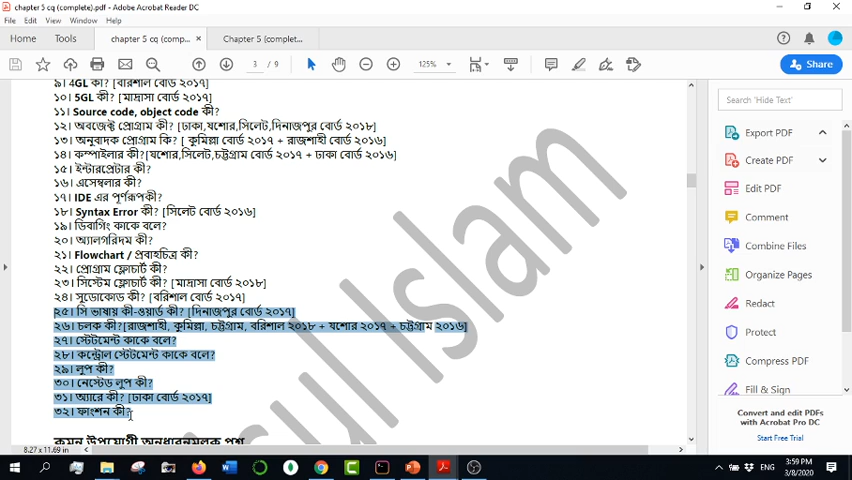 chapter 5 cq (complete).pdf - Adobe Acrobat Reader DC
File Edit View Window Help
Home Tools chapter 5 cq (comp... × Chapter 5 [complet...
3 / 9 125% Share
৯। 4GL কী? [বরিশাল বোর্ড ২০১৭]
১০। 5GL কী? [মাদ্রাসা বোর্ড ২০১৭]
১১। Source code, object code কী?
১২। অবজেক্ট প্রোগ্রাম কী? [ঢাকা,যশোর,সিলেট,দিনাজপুর বোর্ড ২০১৮]
১৩। অনুবাদক প্রোগ্রাম কি? [ কুমিল্লা বোর্ড ২০১৭ + রাজশাহী বোর্ড ২০১৬]
১৪। কম্পাইলার কী?[যশোর,সিলেট,চট্টগ্রাম বোর্ড ২০১৭ + ঢাকা বোর্ড ২০১৬]
১৫। ইন্টারপ্রেটার কী?
১৬। এসেম্বলার কী?
১৭। IDE এর পূর্ণরূপকী?
১৮। Syntax Error কী? [সিলেট বোর্ড ২০১৬]
১৯। ডিবাগিং কাকে বলে?
২০। অ্যালগরিদম কী?
২১। Flowchart / প্রবাহচিত্র কী?
২২। প্রোগ্রাম ফ্লোচার্ট কী?
২৩। সিস্টেম ফ্লোচার্ট কী? [মাদ্রাসা বোর্ড ২০১৮]
২৪। সূডোকোড কী? [বরিশাল বোর্ড ২০১৭]
২৫। সি ভাষায় কী-ওয়ার্ড কী? [দিনাজপুর বোর্ড ২০১৭]
২৬। চলক কী?[রাজশাহী, কুমিল্লা, চট্টগ্রাম, বরিশাল ২০১৮ + যশোর ২০১৭ + চট্টগ্রাম ২০১৬]
২৭। স্টেটমেন্ট কাকে বলে?
২৮। কন্ট্রোল স্টেটমেন্ট কাকে বলে?
২৯। লুপ কী?
৩০। নেস্টেড লুপ কী?
৩১। অ্যারে কী? [ঢাকা বোর্ড ২০১৭]
৩২। ফাংশন কী?
কমন উপযোগী অনুধাবনমূলক প্রশ্ন
sul Islam
8.27 x 11.69 in
Search 'Hide Text'
Export PDF
Create PDF
Edit PDF
Comment
Combine Files
Organize Pages
Redact
Protect
Compress PDF
Fill & Sign
Convert and edit PDFs
with Acrobat Pro DC
Start Free Trial
ENG 3:59 PM
3/8/2020